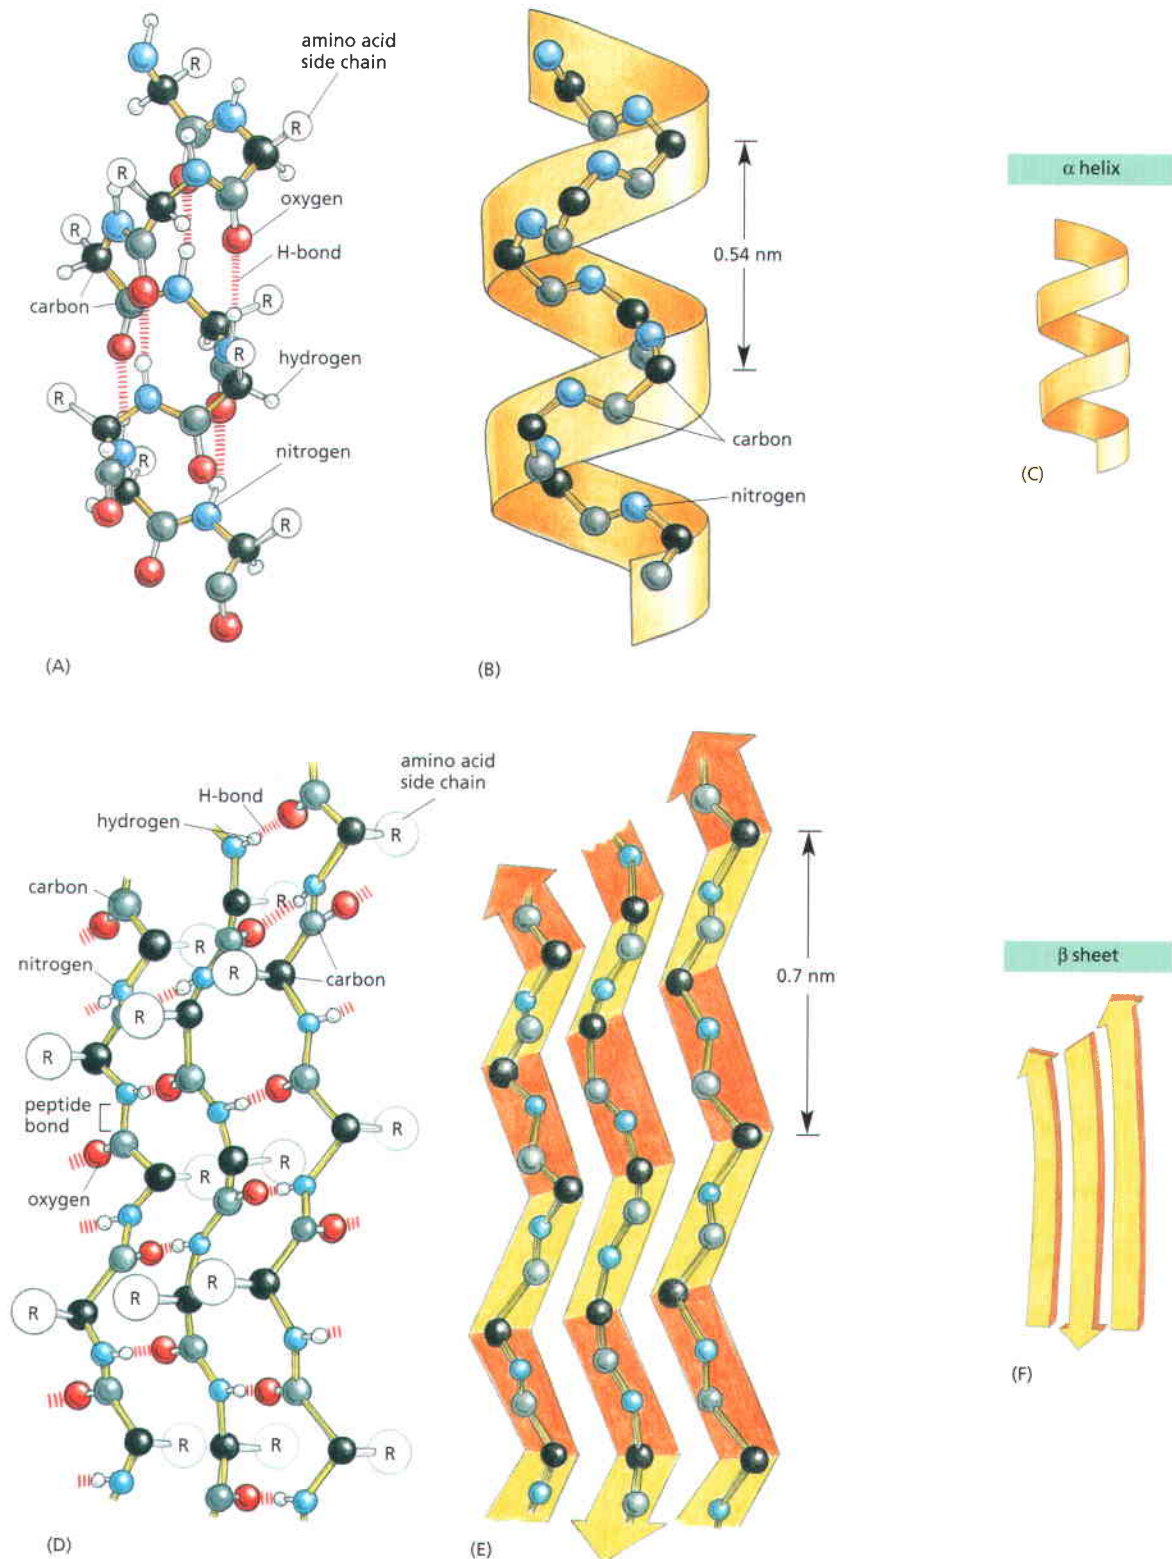 amino acid
side chain
R
R
R
oxygen
R
H-bond
carbon
R
hydrogen
R
R
nitrogen
R
R
(A)
0.54 nm
carbon
nitrogen
(B)
α helix
(C)
amino acid
side chain
H-bond
hydrogen
R
carbon
R
R
nitrogen
R
carbon
R
R
peptide
bond
R
R
R
oxygen
R
R
R
R
R
R
(D)
0.7 nm
(E)
β sheet
(F)